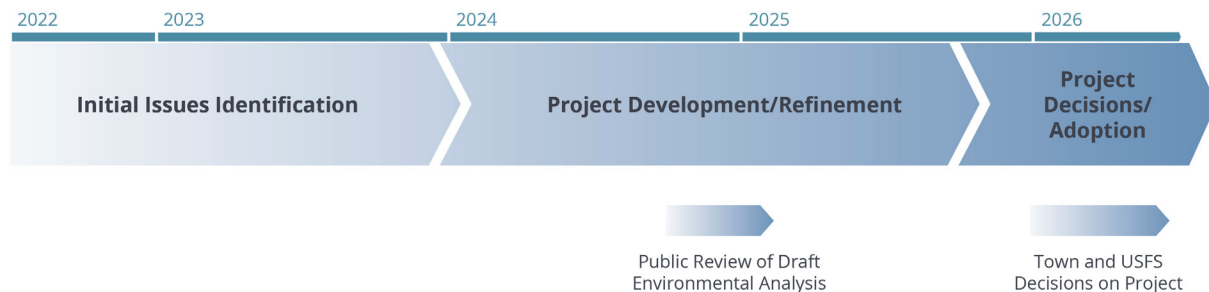 2022 2023 2024 2025 2026
Initial Issues Identification
Project Development/Refinement
Project
Decisions/
Adoption
Public Review of Draft
Environmental Analysis
Town and USFS
Decisions on Project